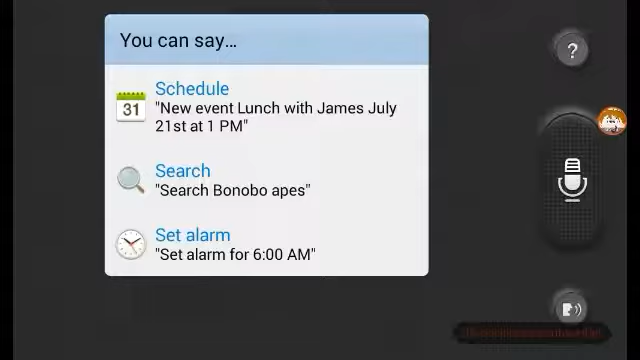 You can say...
?
Schedule
31
"New event Lunch with James July
21st at 1 PM"
Search
"Search Bonobo apes"
Set alarm
"Set alarm for 6:00 AM"